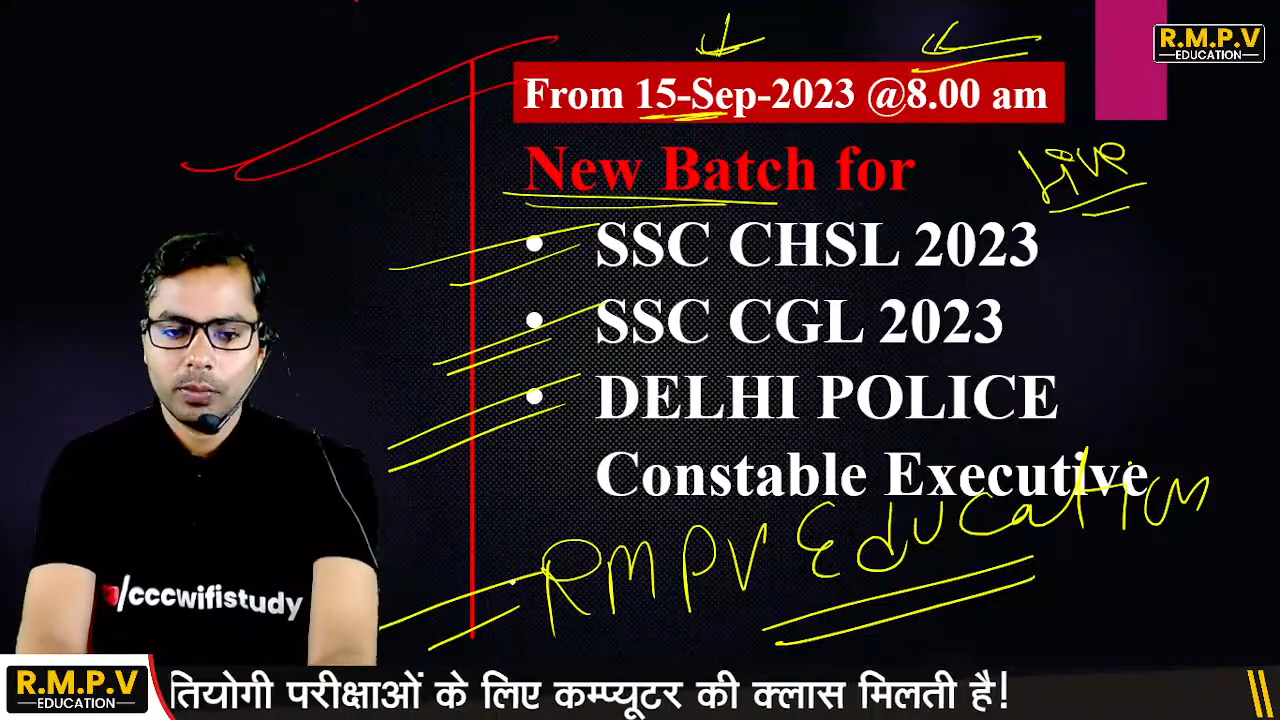 R.M.P.V
EDUCATION
From 15-Sep-2023 @8.00 am
New Batch for
Live
• SSC CHSL 2023
• SSC CGL 2023
• DELHI POLICE
Constable Executive
RMPV Education
/cccwifistudy
R.M.P.V
EDUCATION
तियोगी परीक्षाओं के लिए कम्प्यूटर की क्लास मिलती है!